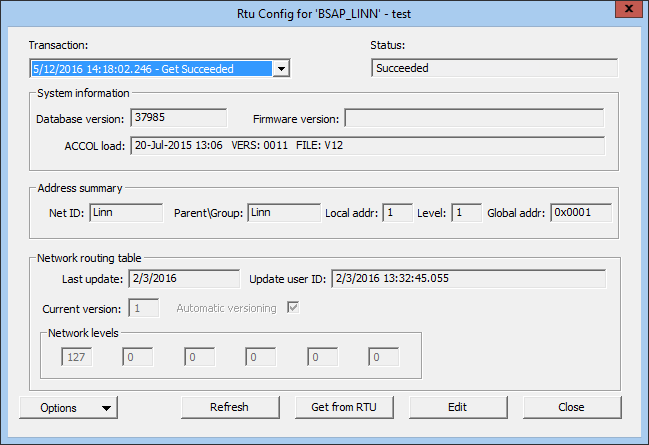 Rtu Config for 'BSAP_LINN' - test
x
Transaction: Status:
5/12/2016 14:18:02.246 - Get Succeeded Succeeded
System information
Database version: 37985 Firmware version:
ACCOL load: 20-Jul-2015 13:06 VERS: 0011 FILE: V12
Address summary
Net ID: Linn Parent\Group: Linn Local addr: 1 Level: 1 Global addr: 0x0001
Network routing table
Last update: 2/3/2016 Update user ID: 2/3/2016 13:32:45.055
Current version: 1 Automatic versioning
Network levels
127 0 0 0 0 0
Options Refresh Get from RTU Edit Close